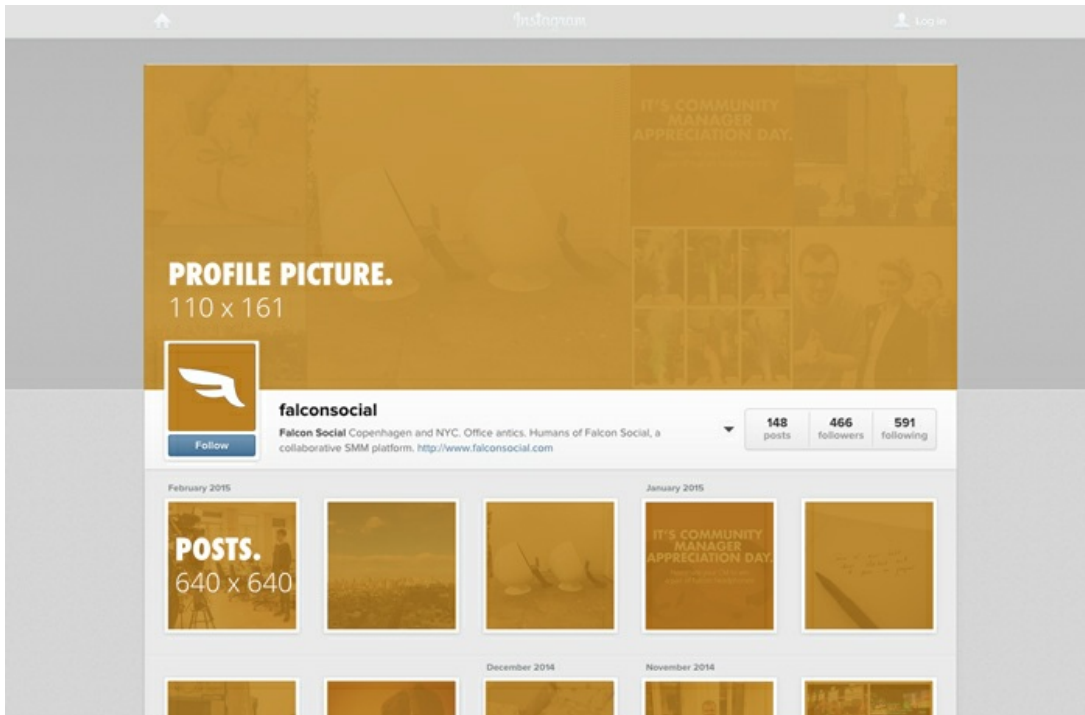 Instagram
Log in
IT'S COMMUNITY
MANAGER
APPRECIATION DAY.
PROFILE PICTURE.
110 x 161
Follow
falconsocial
Falcon Social Copenhagen and NYC. Office antics. Humans of Falcon Social, a
collaborative SMM platform. http://www.falconsocial.com
148 posts
466 followers
591 following
February 2015
January 2015
POSTS.
640 x 640
IT'S COMMUNITY
MANAGER
APPRECIATION DAY.
December 2014
November 2014